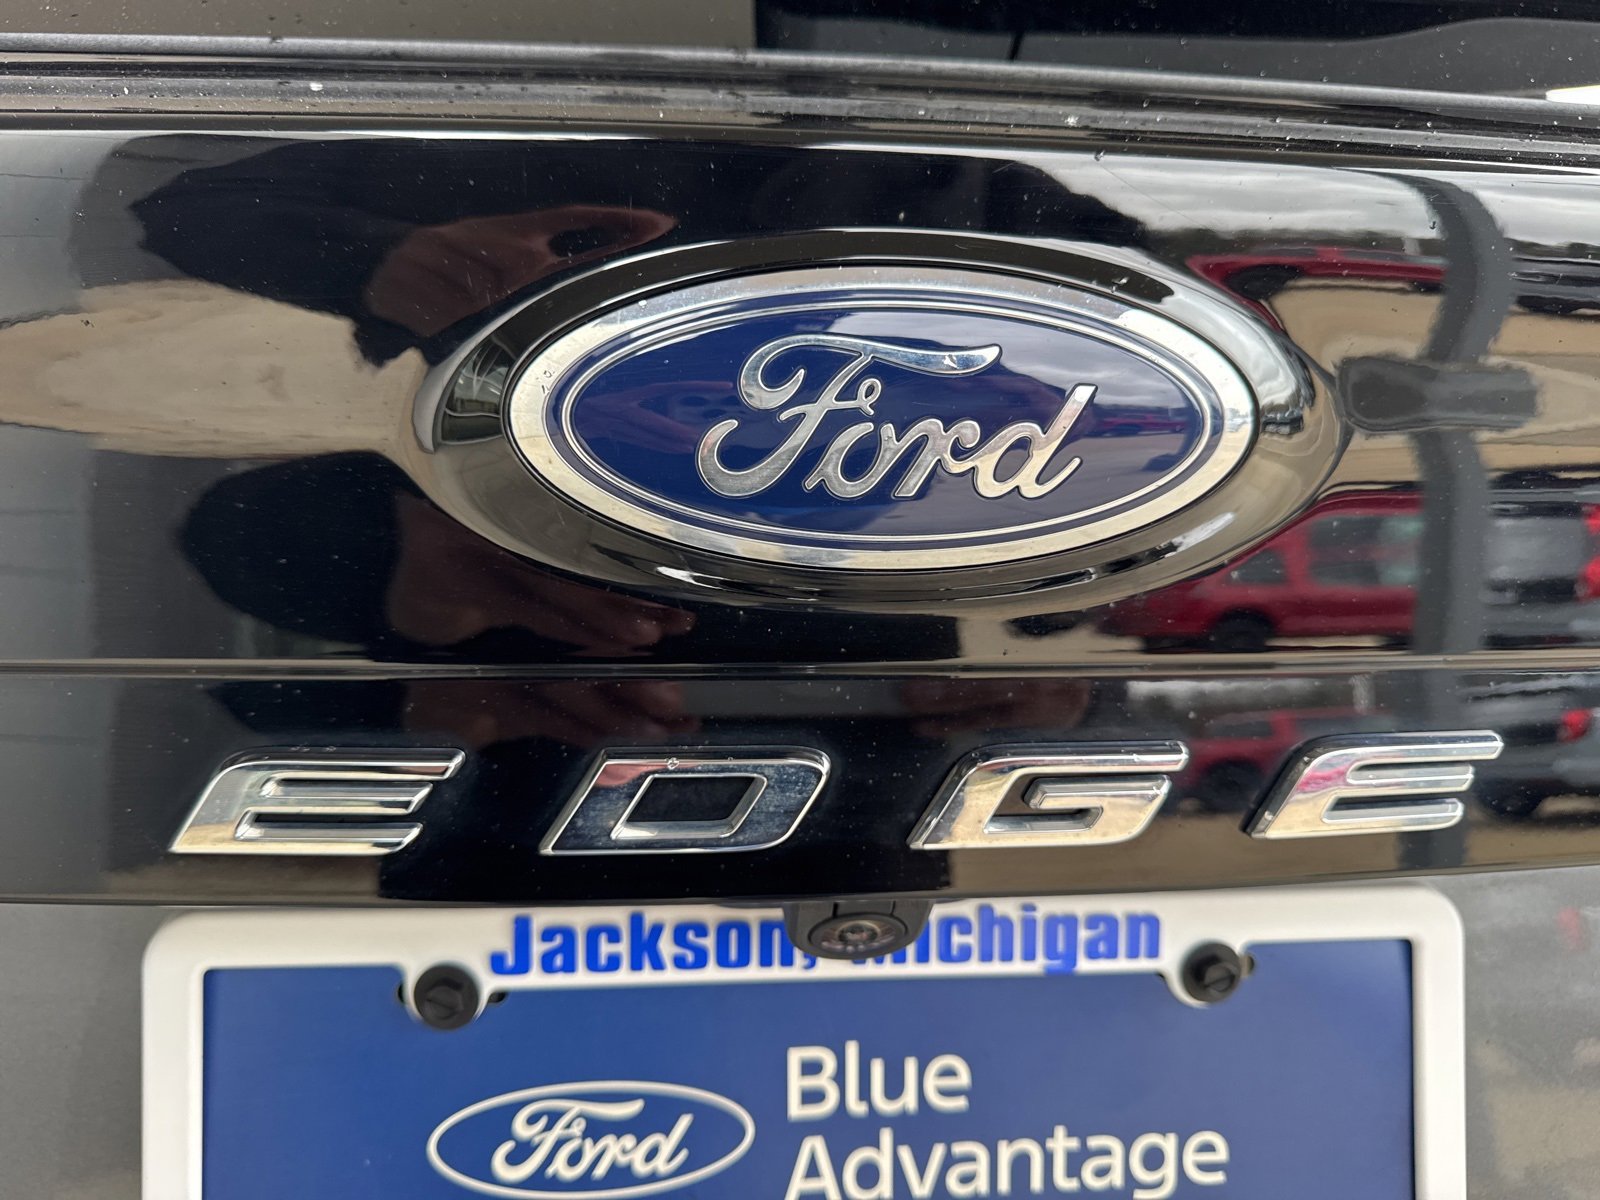 Ford
EDGE
Jackson, Michigan
Ford
Blue
Advantage